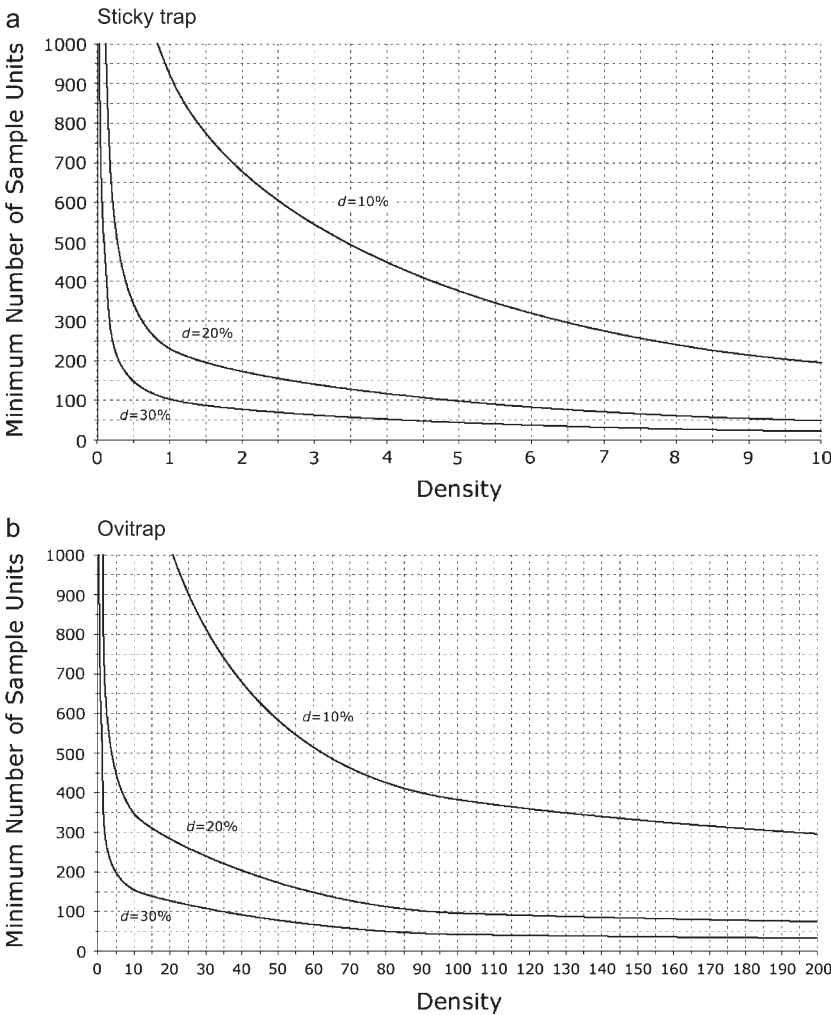 a
Sticky trap
Minimum Number of Sample Units
1000
900
800
700
600
500
400
300
200
100
0
d=10%
d=20%
d=30%
0 1 2 3 4 5 6 7 8 9 10
Density
b
Ovitrap
Minimum Number of Sample Units
1000
900
800
700
600
500
400
300
200
100
0
d=10%
d=20%
d=30%
0 10 20 30 40 50 60 70 80 90 100 110 120 130 140 150 160 170 180 190 200
Density